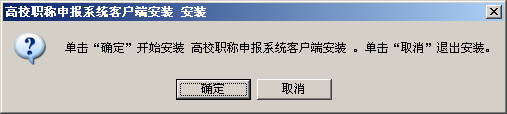 高校职称申报系统客户端安装 安装
单击“确定”开始安装 高校职称申报系统客户端安装 。单击“取消”退出安装。
确定
取消